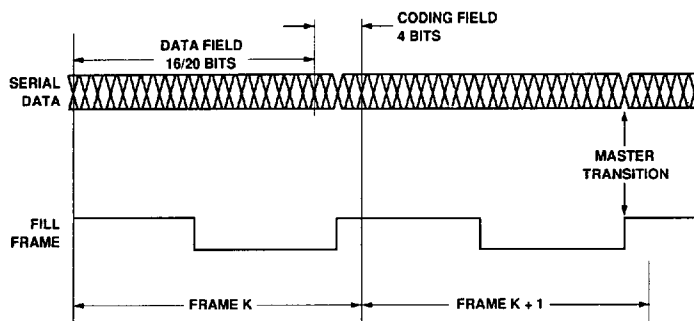 CODING FIELD
4 BITS
DATA FIELD
16/20 BITS
SERIAL
DATA
MASTER
TRANSITION
FILL
FRAME
FRAME K
FRAME K + 1